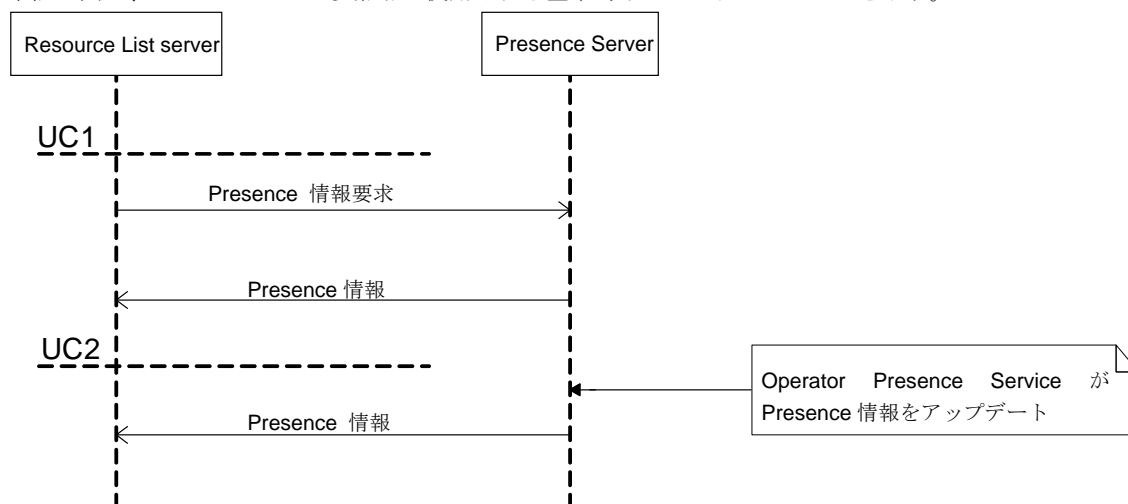 Resource List server
Presence Server
UC1
Presence 情報要求
Presence 情報
UC2
Operator Presence Service が
Presence 情報をアップデート
Presence 情報